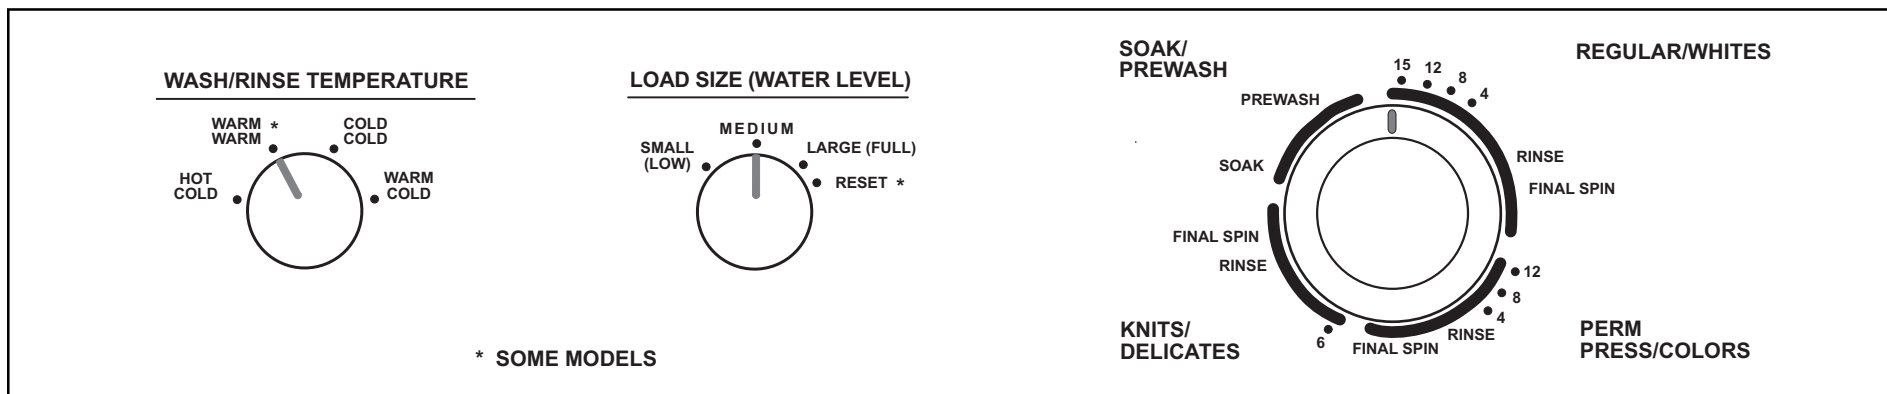 WASH/RINSE TEMPERATURE
WARM *
WARM
COLD
COLD
HOT
COLD
WARM
COLD
LOAD SIZE (WATER LEVEL)
MEDIUM
SMALL
(LOW)
LARGE (FULL)
RESET *
* SOME MODELS
SOAK/
PREWASH
REGULAR/WHITES
15
12
8
4
PREWASH
SOAK
RINSE
FINAL SPIN
FINAL SPIN
RINSE
12
8
4
RINSE
FINAL SPIN
6
KNITS/
DELICATES
PERM
PRESS/COLORS